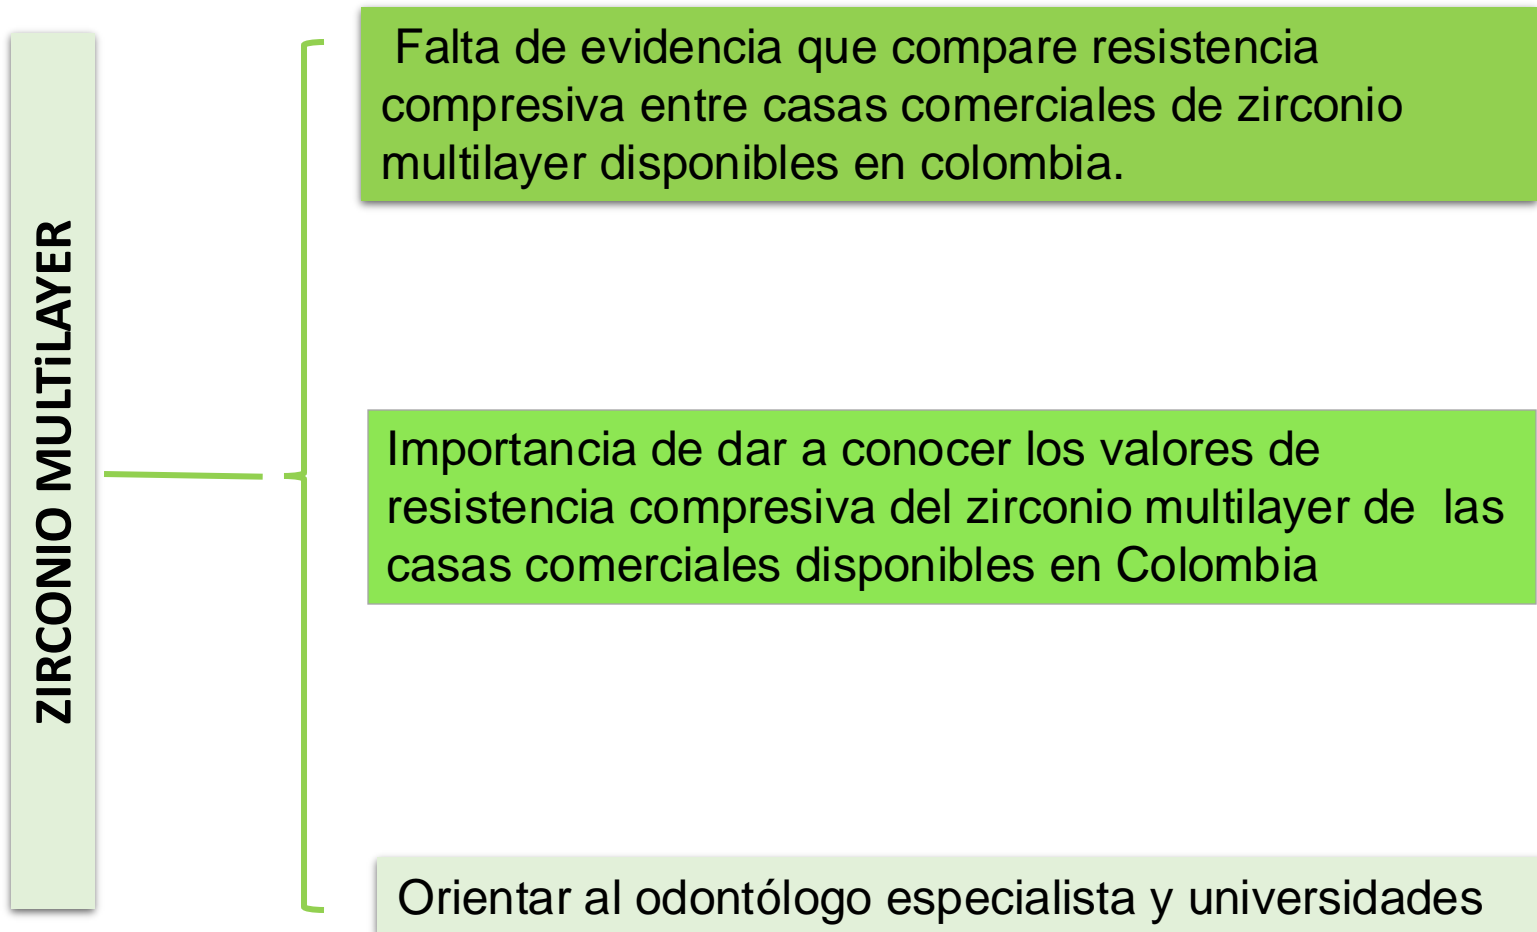 ZIRCONIO MULTiLAYER
Falta de evidencia que compare resistencia
compresiva entre casas comerciales de zirconio
multilayer disponibles en colombia.
Importancia de dar a conocer los valores de
resistencia compresiva del zirconio multilayer de las
casas comerciales disponibles en Colombia
Orientar al odontólogo especialista y universidades